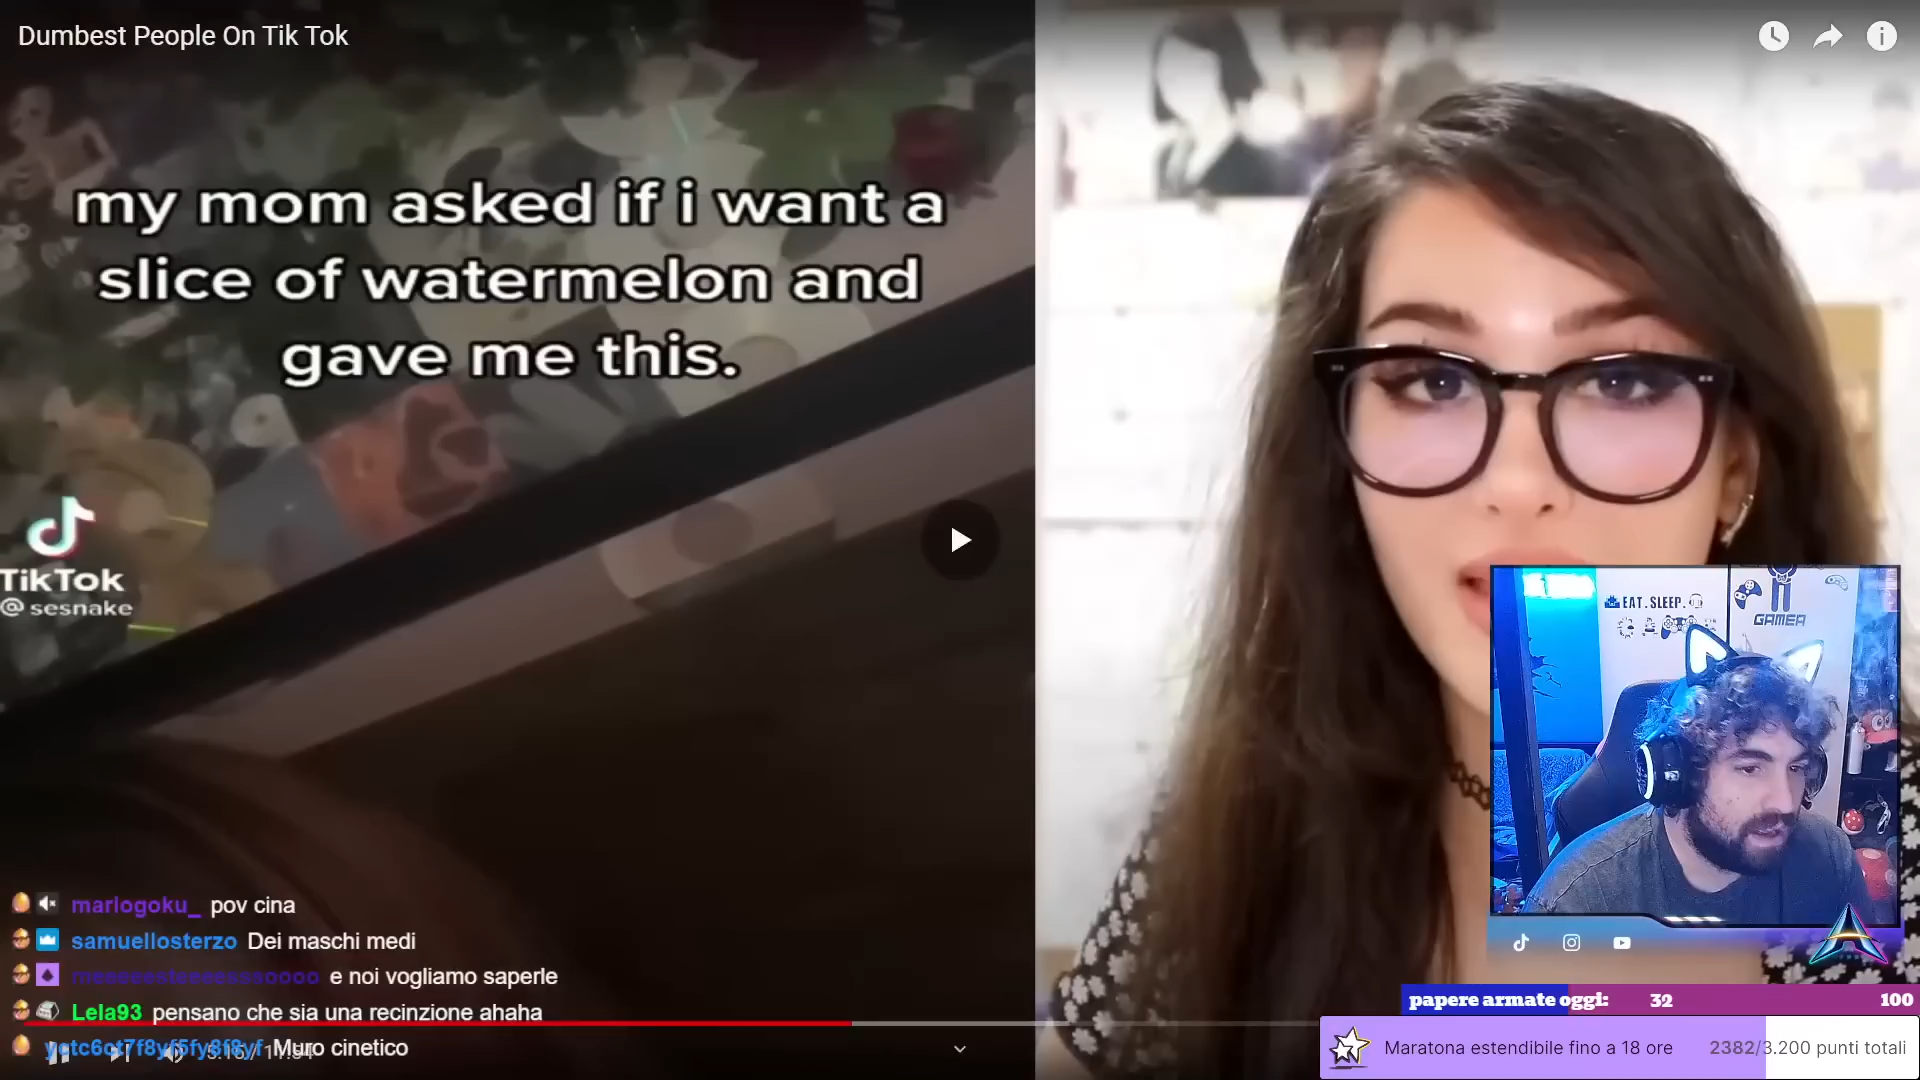 Dumbest People On Tik Tok
my mom asked if i want a
slice of watermelon and
gave me this.
TikTok
@sesnake
EAT.SLEEP.
GAMER
marlogoku_ pov cina
samuellosterzo Dei maschi medi
e noi vogliamo saperle
Lela93 pensano che sia una recinzione ahaha
Muro cinetico
papere armate oggi: 32 100
Maratona estendibile fino a 18 ore 2382/3.200 punti totali